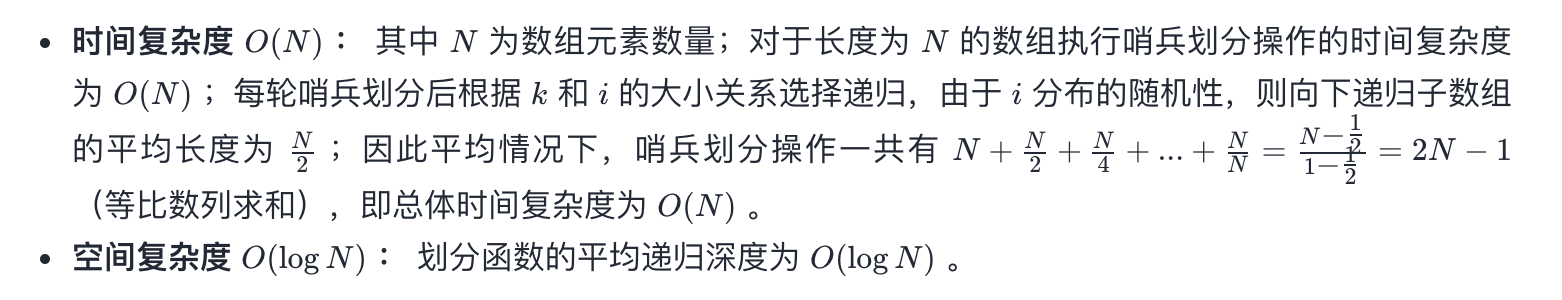 • 时间复杂度 $O(N)$： 其中 $N$ 为数组元素数量；对于长度为 $N$ 的数组执行哨兵划分操作的时间复杂度
为 $O(N)$；每轮哨兵划分后根据 $k$ 和 $i$ 的大小关系选择递归，由于 $i$ 分布的随机性，则向下递归子数组
的平均长度为 $\frac{N}{2}$；因此平均情况下，哨兵划分操作一共有 $N + \frac{N}{2} + \frac{N}{4} + ... + \frac{N}{N} = \frac{N-\frac{1}{2}}{1-\frac{1}{2}} = 2N - 1$
（等比数列求和），即总体时间复杂度为 $O(N)$ 。
• 空间复杂度 $O(\log N)$： 划分函数的平均递归深度为 $O(\log N)$ 。